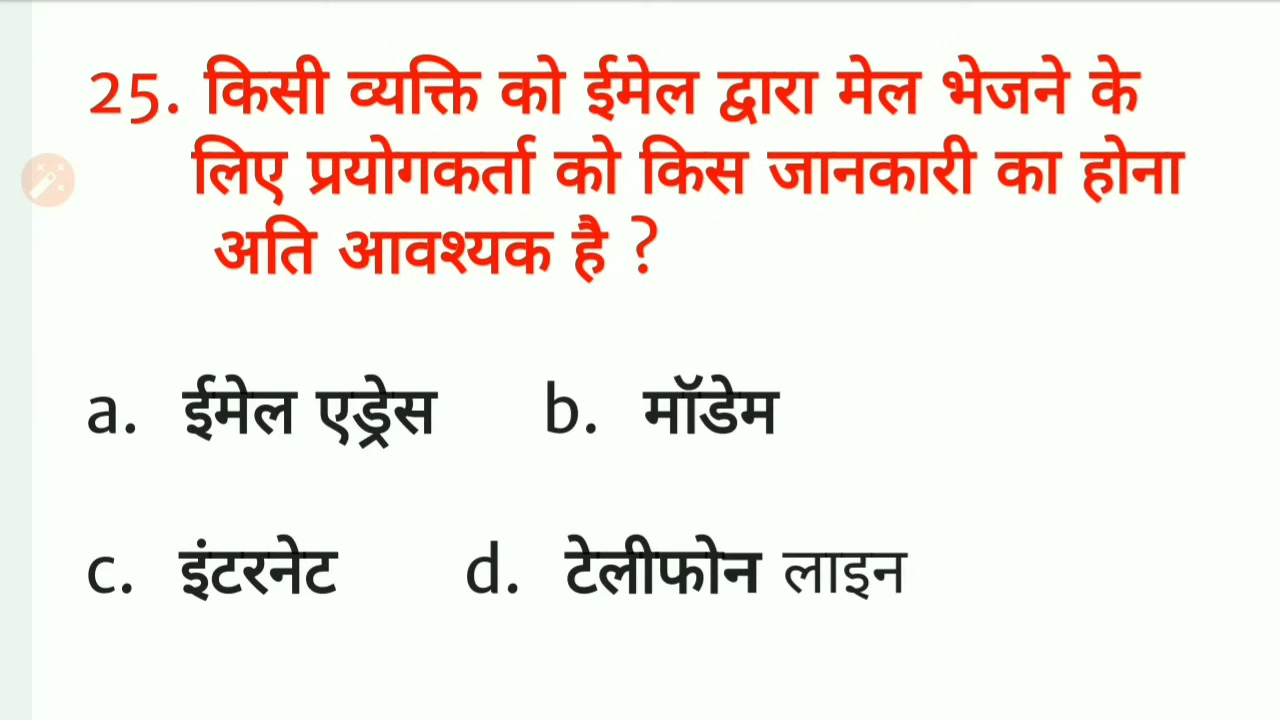 25. किसी व्यक्ति को ईमेल द्वारा मेल भेजने के
लिए प्रयोगकर्ता को किस जानकारी का होना
अति आवश्यक है ?
a. ईमेल एड्रेस b. मॉडेम
c. इंटरनेट d. टेलीफोन लाइन